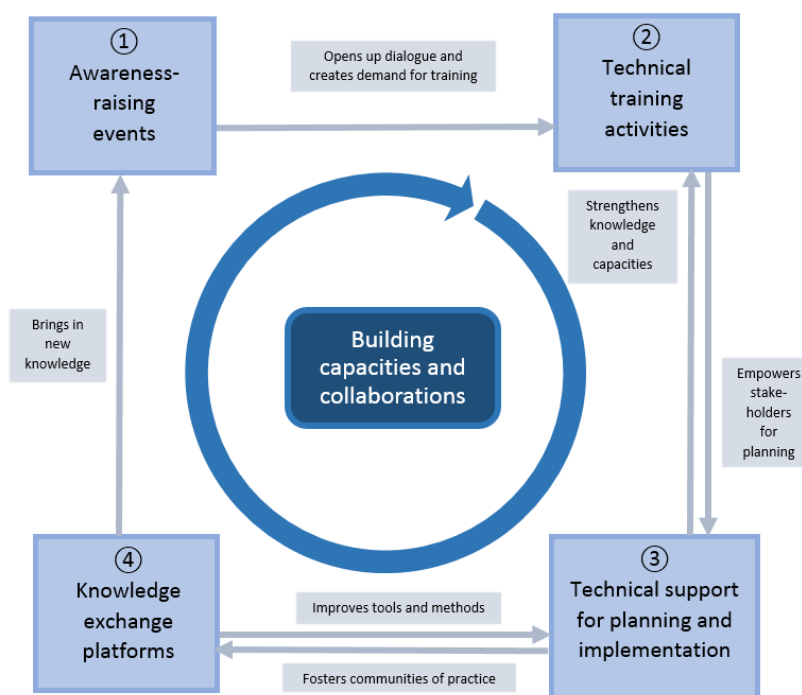 ①
Awareness-
raising
events
Opens up dialogue and
creates demand for training
②
Technical
training
activities
Strengthens
knowledge
and
capacities
Brings in
new
knowledge
Building
capacities and
collaborations
Empowers
stake-
holders
for
planning
④
Knowledge
exchange
platforms
Improves tools and methods
Fosters communities of practice
③
Technical support
for planning and
implementation